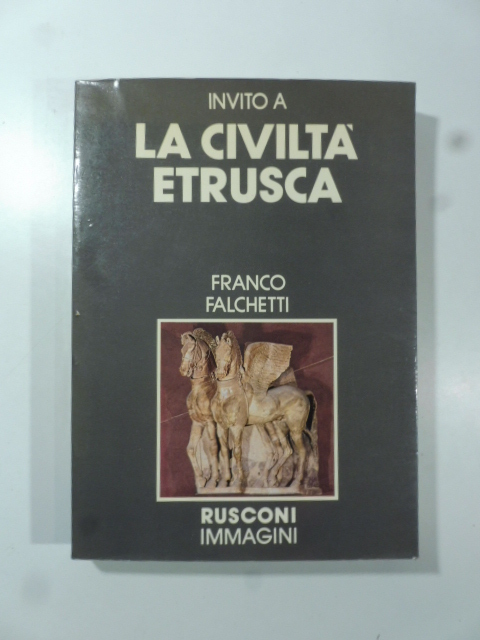 INVITO A
LA CIVILTÀ
ETRUSCA
FRANCO
FALCHETTI
RUSCONI
IMMAGINI